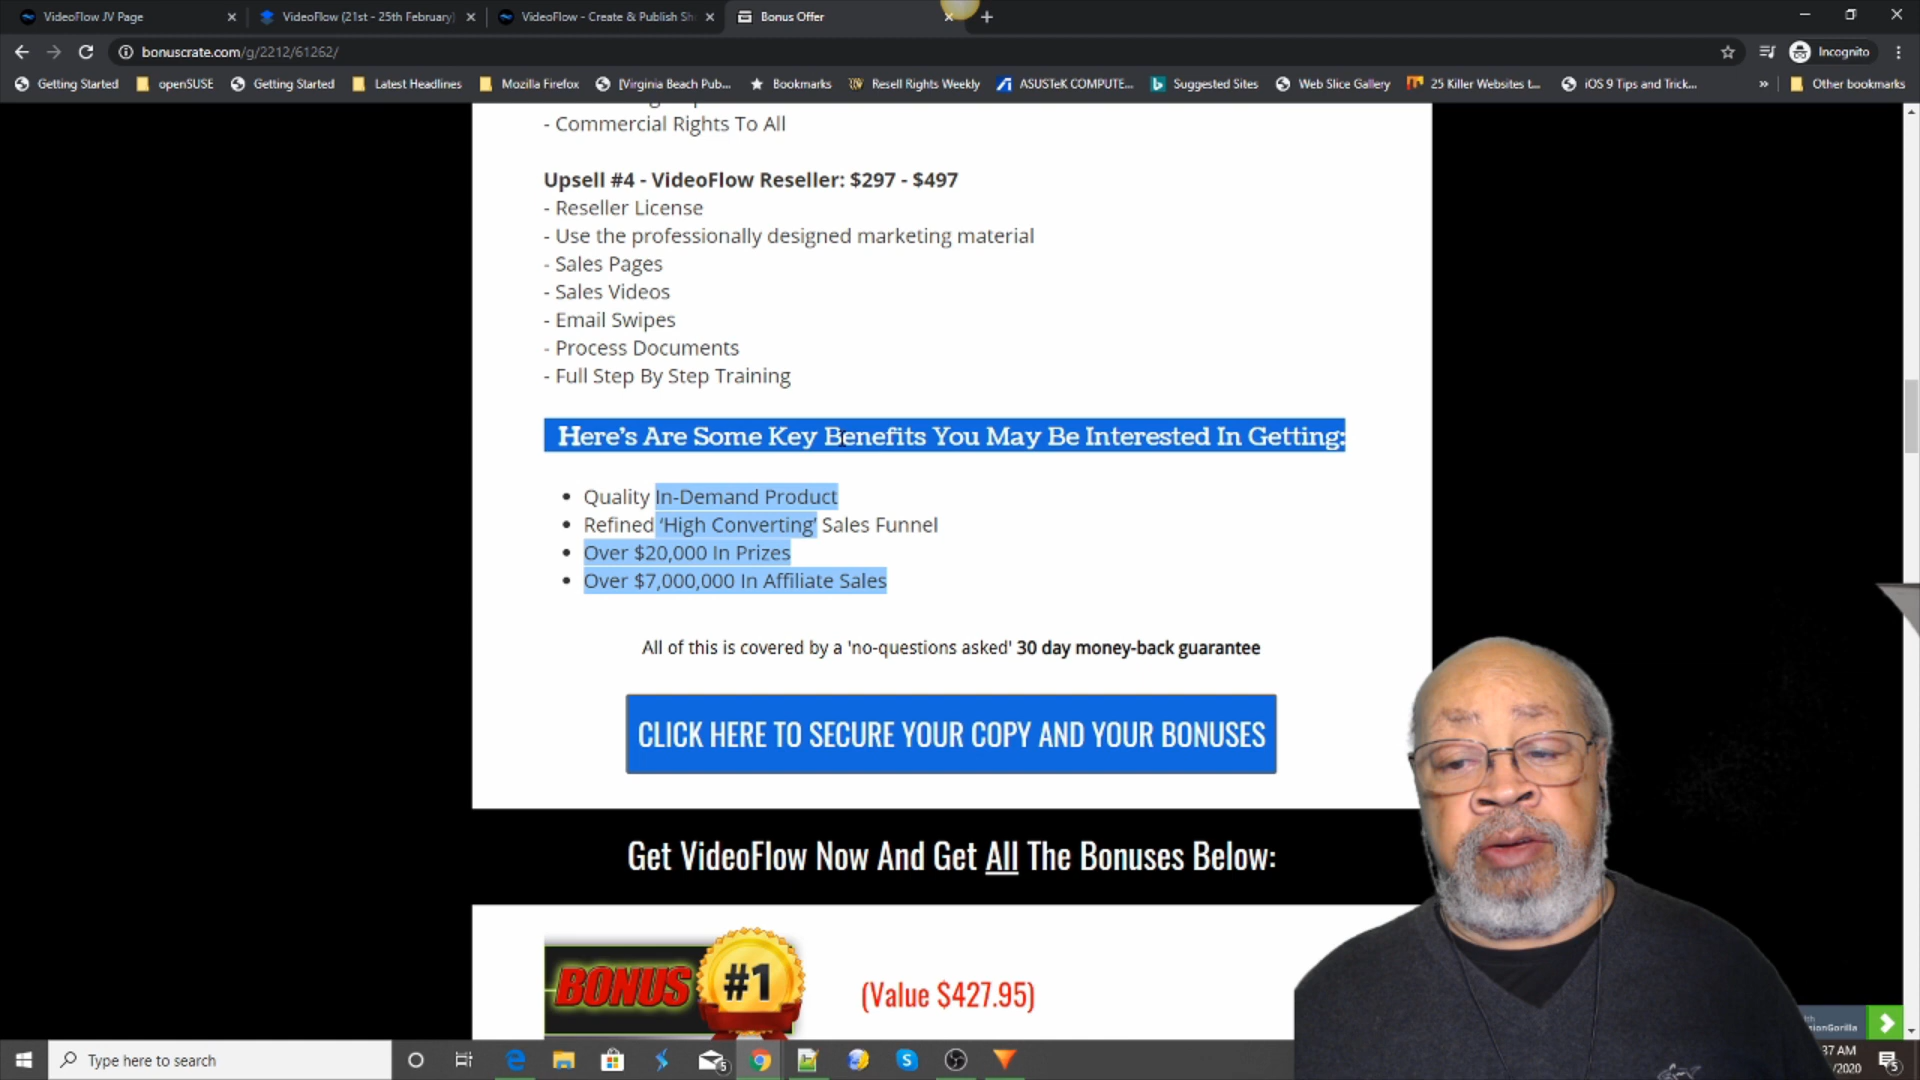 VideoFlow JV Page
VideoFlow (21st - 25th February)
VideoFlow - Create & Publish Sh
Bonus Offer
bonuscrate.com/g/2212/61262/
Incognito
Getting Started
openSUSE
Getting Started
Latest Headlines
Mozilla Firefox
[Virginia Beach Pub...
Bookmarks
Resell Rights Weekly
ASUSTeK COMPUTE...
Suggested Sites
Web Slice Gallery
25 Killer Websites t...
iOS 9 Tips and Trick...
Other bookmarks
- Commercial Rights To All
Upsell #4 - VideoFlow Reseller: $297 - $497
- Reseller License
- Use the professionally designed marketing material
- Sales Pages
- Sales Videos
- Email Swipes
- Process Documents
- Full Step By Step Training
Here's Are Some Key Benefits You May Be Interested In Getting:
• Quality In-Demand Product
• Refined 'High Converting' Sales Funnel
• Over $20,000 In Prizes
• Over $7,000,000 In Affiliate Sales
All of this is covered by a 'no-questions asked' 30 day money-back guarantee
CLICK HERE TO SECURE YOUR COPY AND YOUR BONUSES
Get VideoFlow Now And Get All The Bonuses Below:
BONUS #1
(Value $427.95)
Type here to search
5
:37 AM
/2020
5